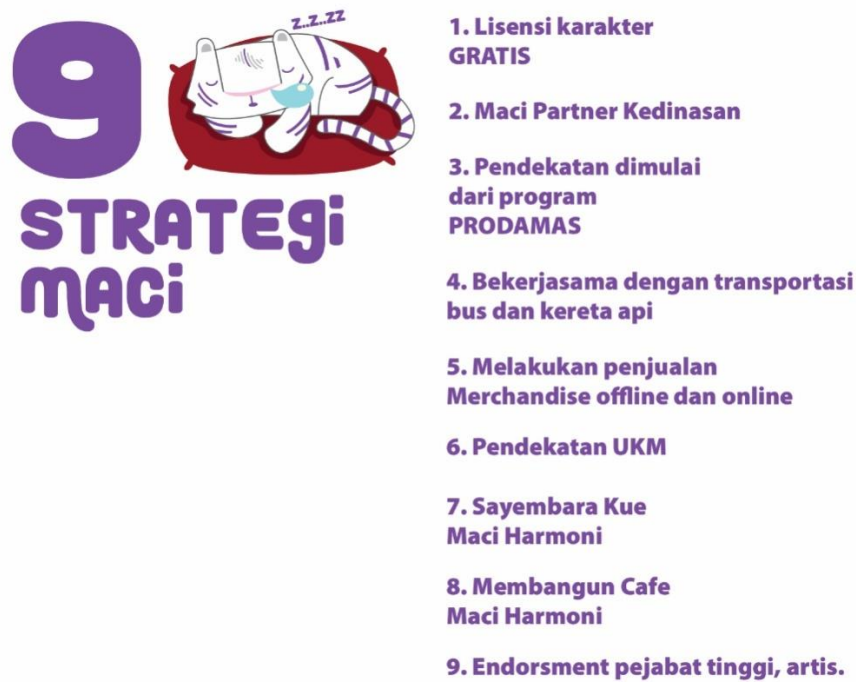 9
z..z..zz
STRATEgi
maci
1. Lisensi karakter
GRATIS
2. Maci Partner Kedinasan
3. Pendekatan dimulai
dari program
PRODAMAS
4. Bekerjasama dengan transportasi
bus dan kereta api
5. Melakukan penjualan
Merchandise offline dan online
6. Pendekatan UKM
7. Sayembara Kue
Maci Harmoni
8. Membangun Cafe
Maci Harmoni
9. Endorsment pejabat tinggi, artis.